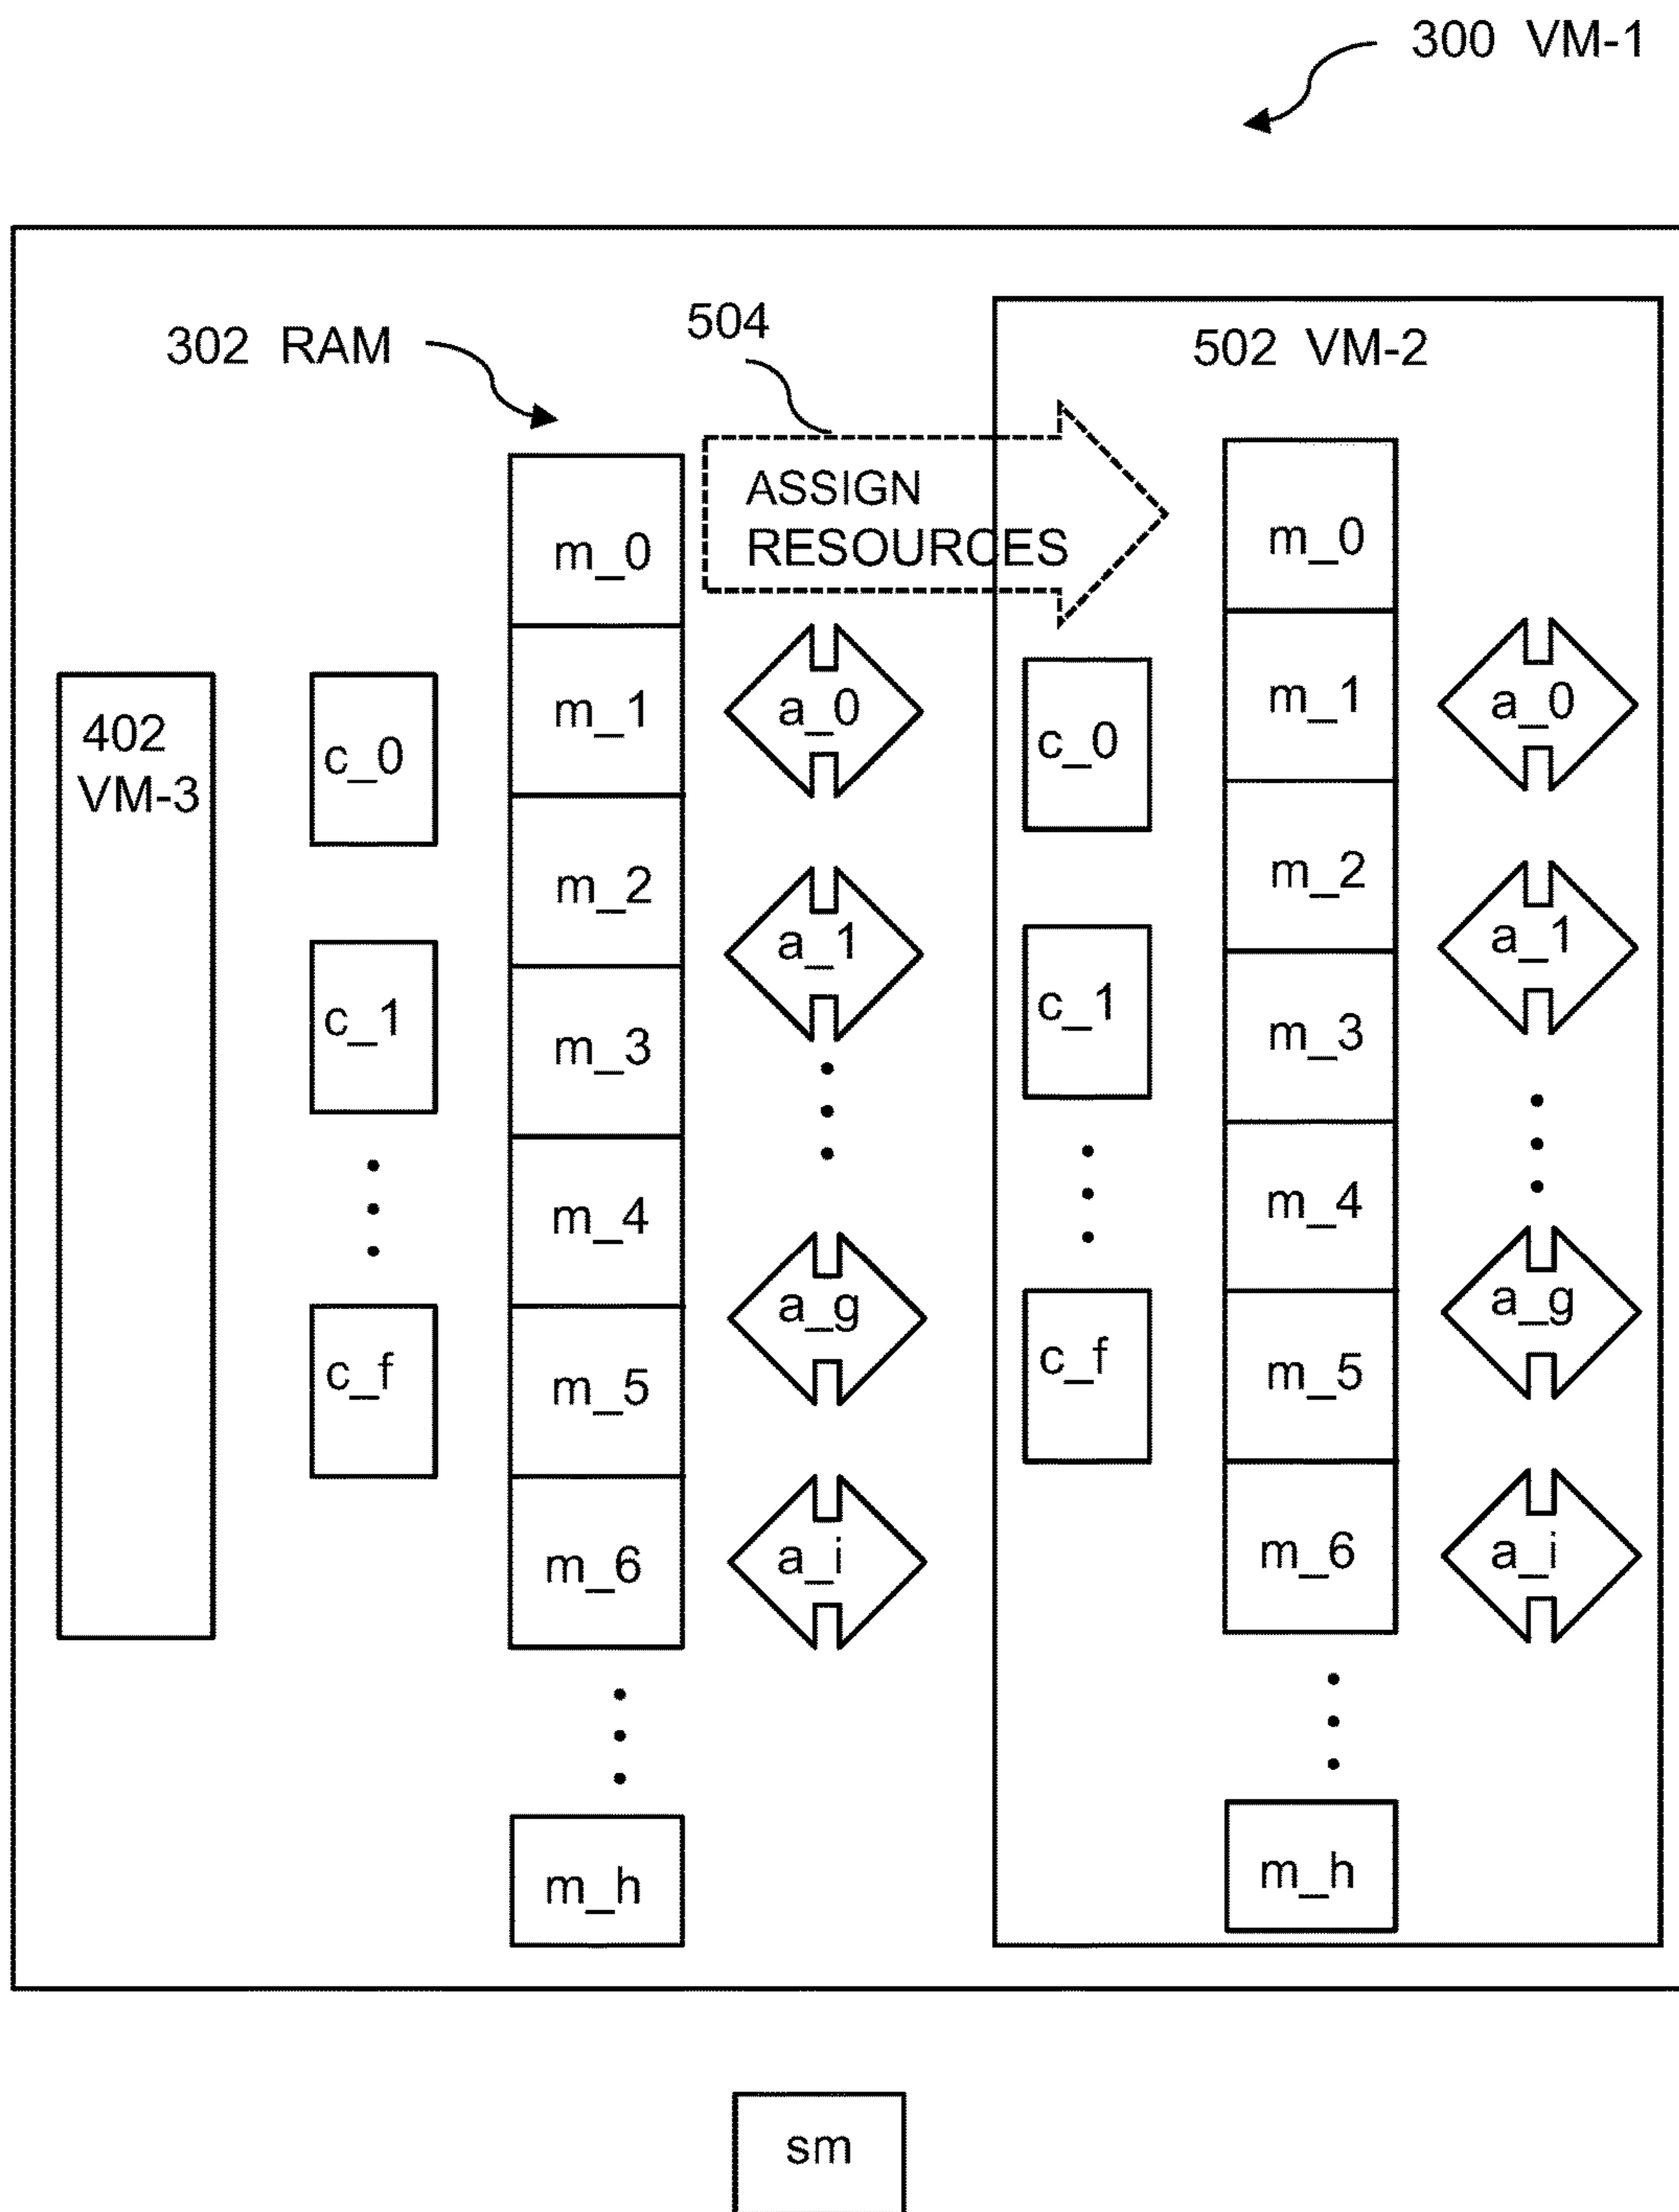 300 VM-1
302 RAM
504
502 VM-2
ASSIGN
RESOURCES
402
VM-3
c_0
c_1
c_f
m_0
m_1
m_2
m_3
m_4
m_5
m_6
m_h
a_0
a_1
a_g
a_i
c_0
c_1
c_f
m_0
m_1
m_2
m_3
m_4
m_5
m_6
m_h
a_0
a_1
a_g
a_i
sm